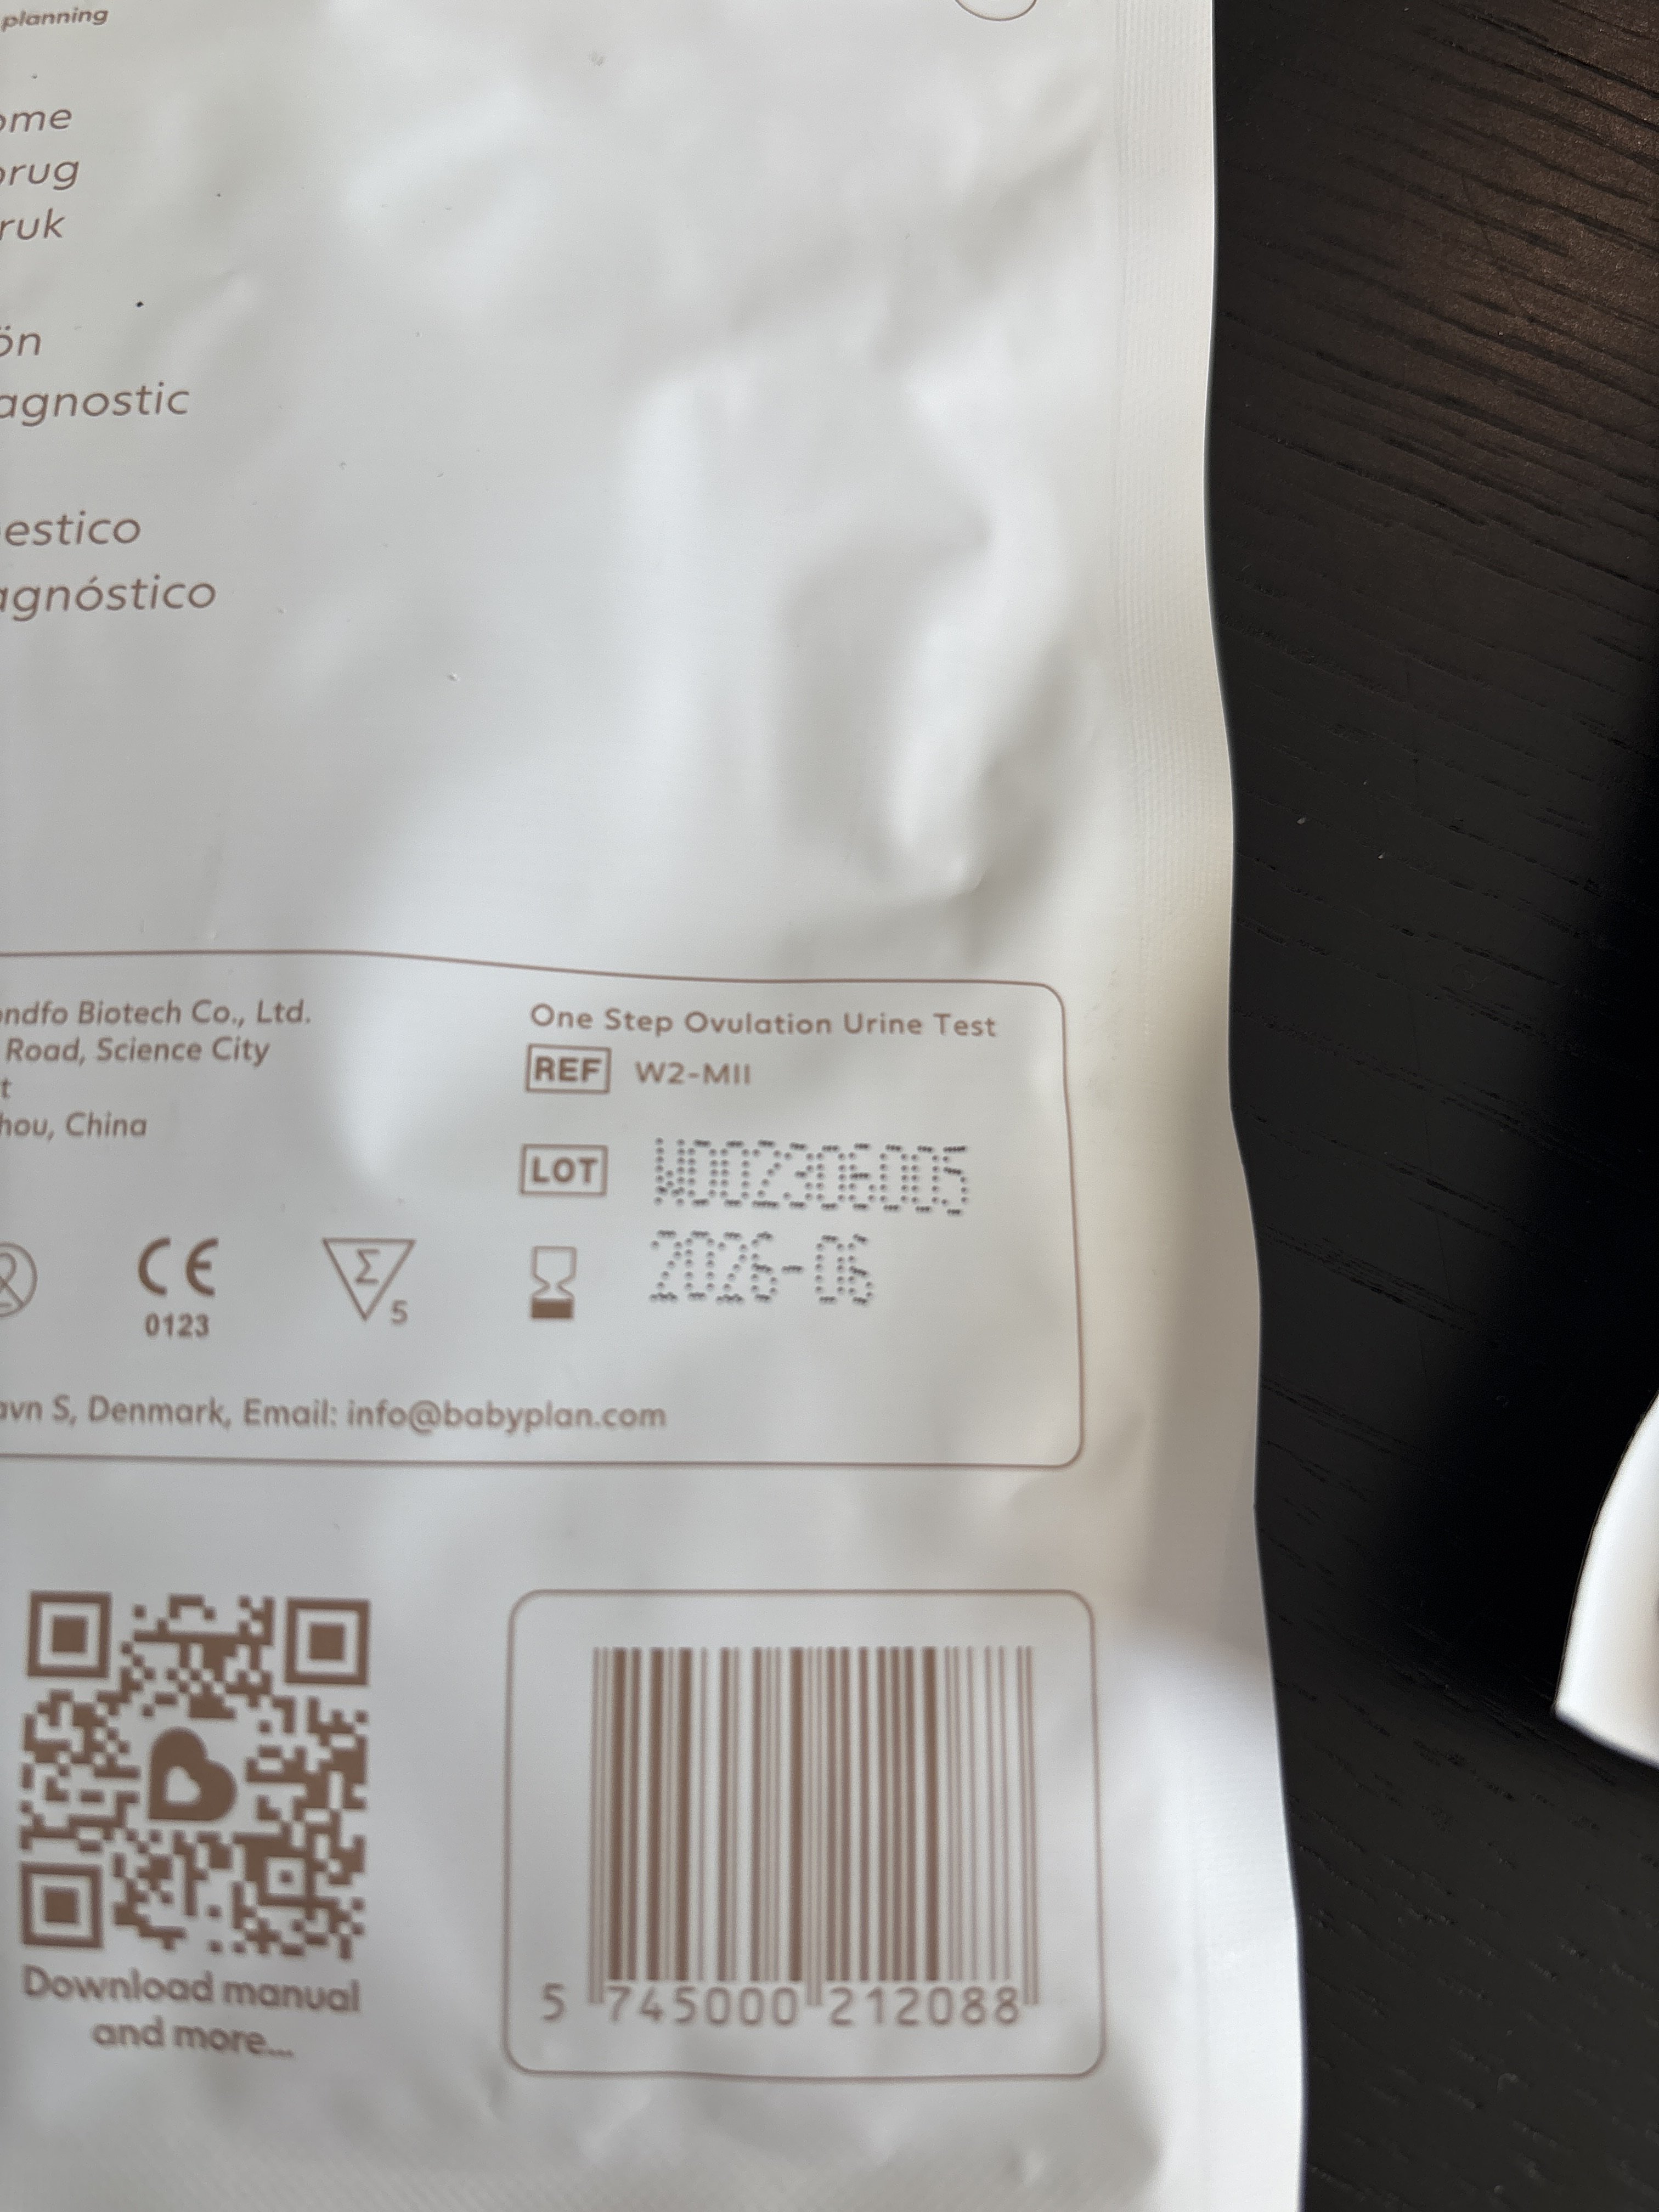 planning
ome
brug
ruk
ön
agnostic
estico
agnóstico
ondfo Biotech Co., Ltd.
Road, Science City
t
hou, China
One Step Ovulation Urine Test
REF W2-MII
LOT W002306005
2026-06
CE
0123
Σ
5
avn S, Denmark, Email: info@babyplan.com
Download manual
and more...
5 745000 212088